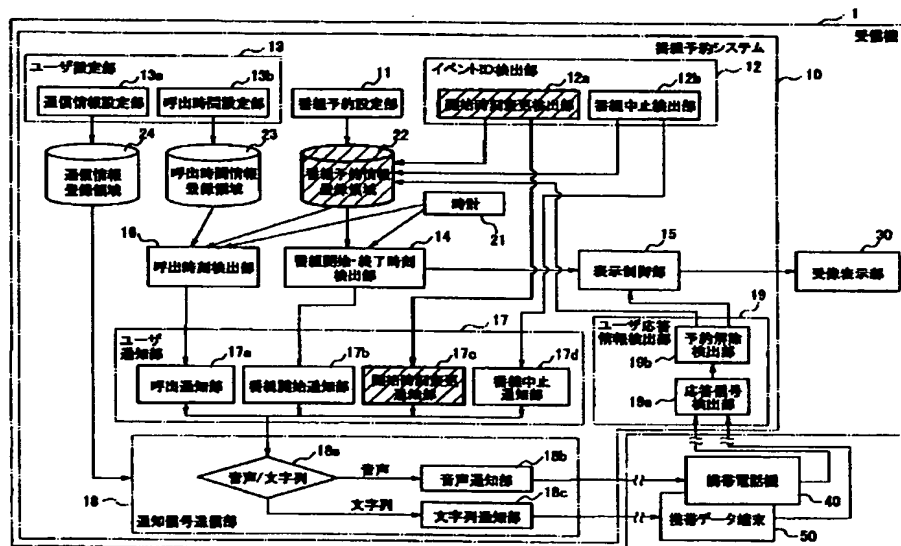 1
受信機
番組予約システム
10
13
ユーザ設定部
13a
通信情報設定部
13b
呼出時間設定部
11
番組予約設定部
イベントID検出部
12
12a
開始時刻変更検出部
12b
番組中止検出部
24
通信情報
登録領域
23
呼出時間情報
登録領域
22
番組予約情報
登録領域
時計
21
16
呼出時刻検出部
14
番組開始・終了時刻
検出部
15
表示制御部
30
受像表示部
17
ユーザ
通知部
17a
呼出通知部
17b
番組開始通知部
17c
開始時刻変更
通知部
17d
番組中止
通知部
19
ユーザ応答
情報検出部
予約解除
検出部
19b
応答信号
検出部
19a
18a
音声/文字列
音声
文字列
18b
音声通知部
18c
文字列通知部
18
通知信号送信部
携帯電話機
40
携帯データ端末
50